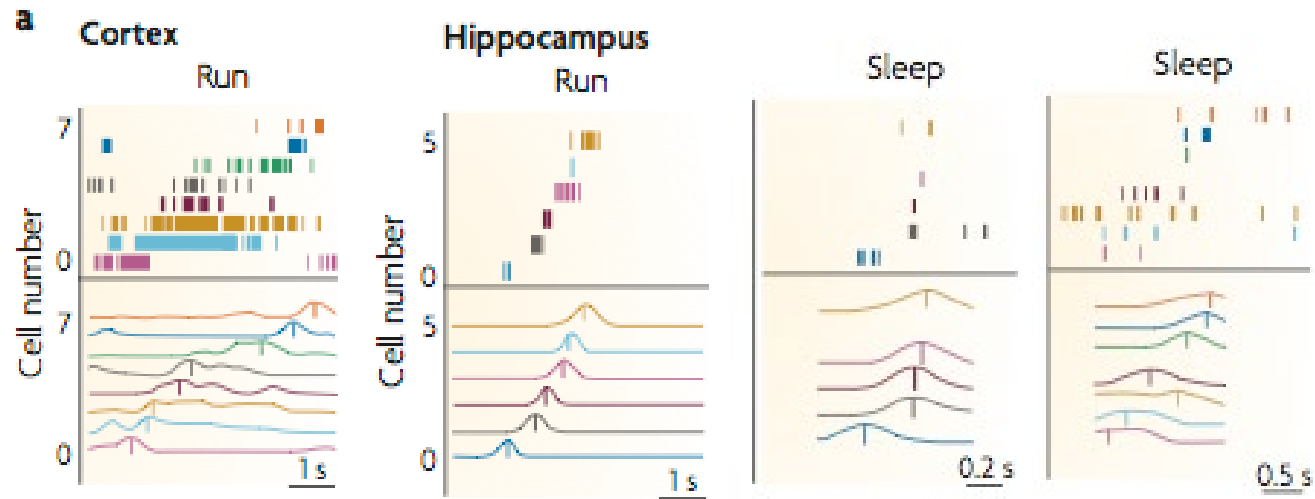 a
Cortex
Run
Hippocampus
Run
Sleep
Sleep
Cell number
7
0
7
0
1 s
Cell number
5
0
5
0
1 s
0.2 s
0.5 s